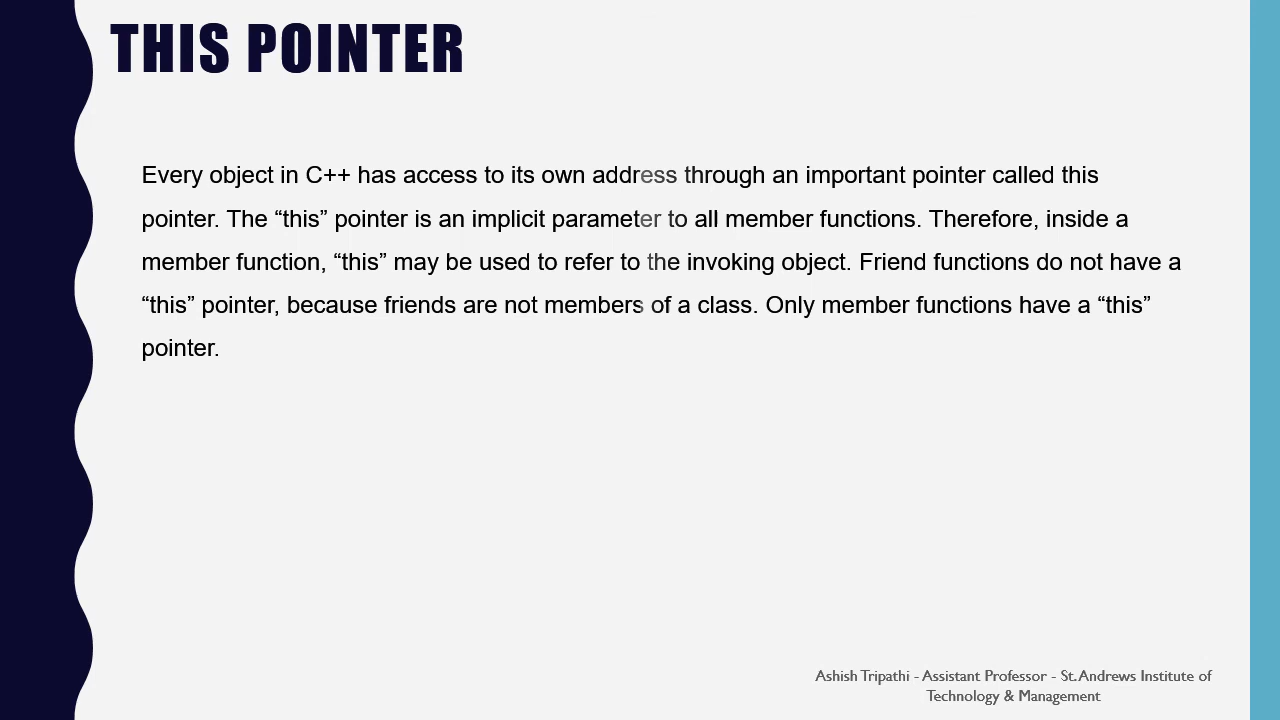 THIS POINTER
Every object in C++ has access to its own address through an important pointer called this
pointer. The “this” pointer is an implicit parameter to all member functions. Therefore, inside a
member function, “this” may be used to refer to the invoking object. Friend functions do not have a
“this” pointer, because friends are not members of a class. Only member functions have a “this”
pointer.
Ashish Tripathi - Assistant Professor - St.Andrews Institute of
Technology & Management